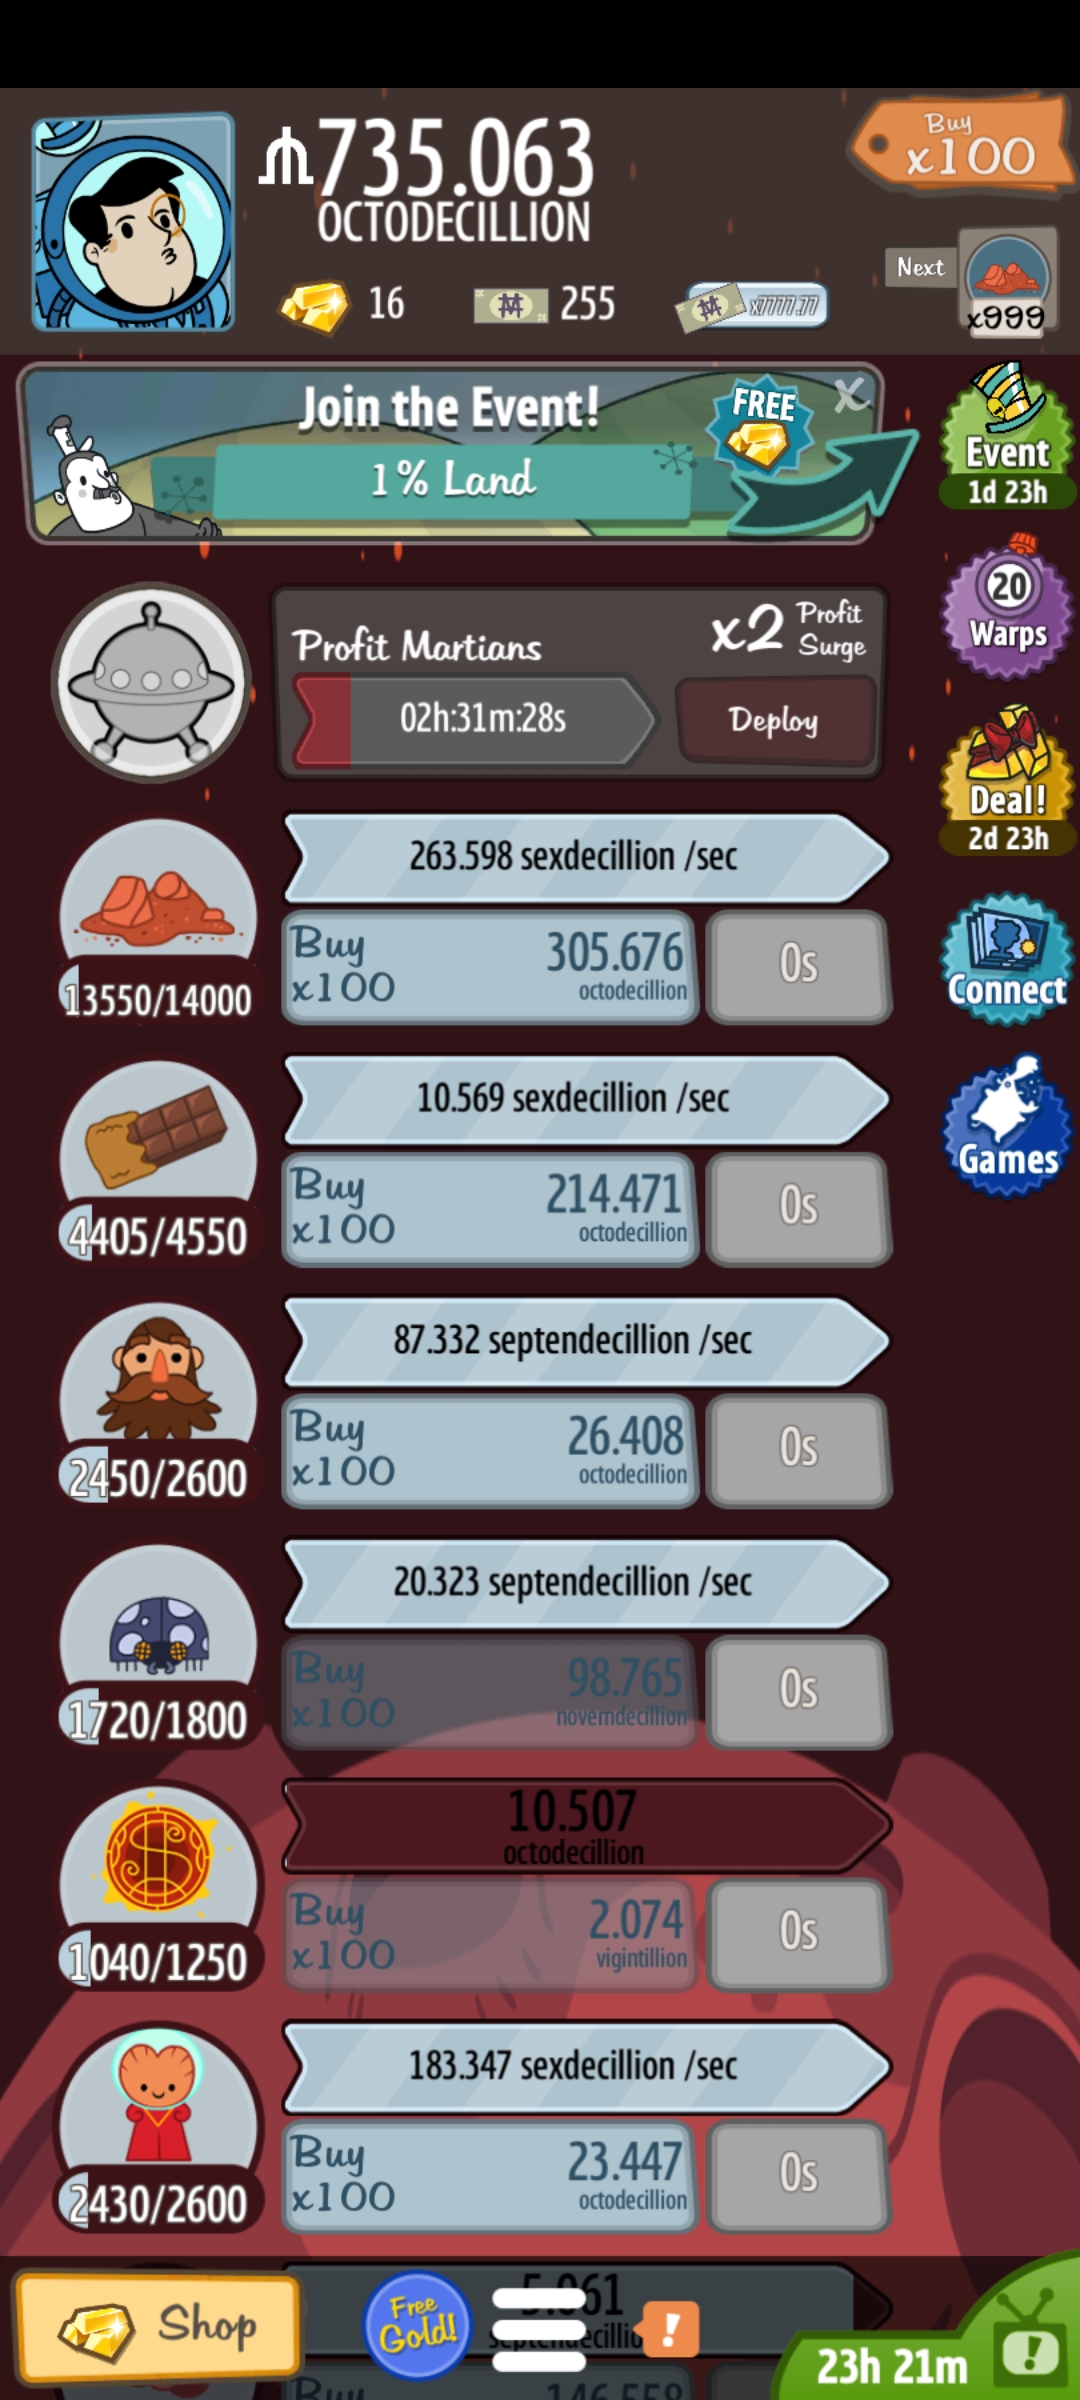 735.063
OCTODECILLION
Buy
x100
16
255
x7777.77
Next
x999
Join the Event!
FREE
X
1% Land
Event
1d 23h
20
Warps
Profit Martians
x2 Profit
Surge
02h:31m:28s
Deploy
Deal!
2d 23h
263.598 sexdecillion /sec
Buy
x100
305.676
octodecillion
0s
13550/14000
Connect
10.569 sexdecillion /sec
Buy
x100
214.471
octodecillion
0s
4405/4550
Games
87.332 septendecillion /sec
Buy
x100
26.408
octodecillion
0s
2450/2600
20.323 septendecillion /sec
Buy
x100
98.765
novemdecillion
0s
1720/1800
10.507
octodecillion
Buy
x100
2.074
vigintillion
0s
1040/1250
183.347 sexdecillion /sec
Buy
x100
23.447
octodecillion
0s
2430/2600
Shop
Free
Gold!
!
23h 21m
!
Buy
146.558